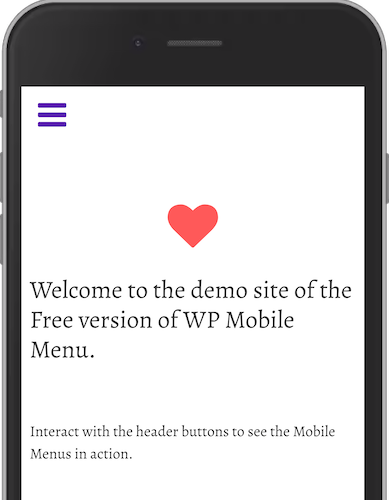 Welcome to the demo site of the
Free version of WP Mobile
Menu.
Interact with the header buttons to see the Mobile
Menus in action.